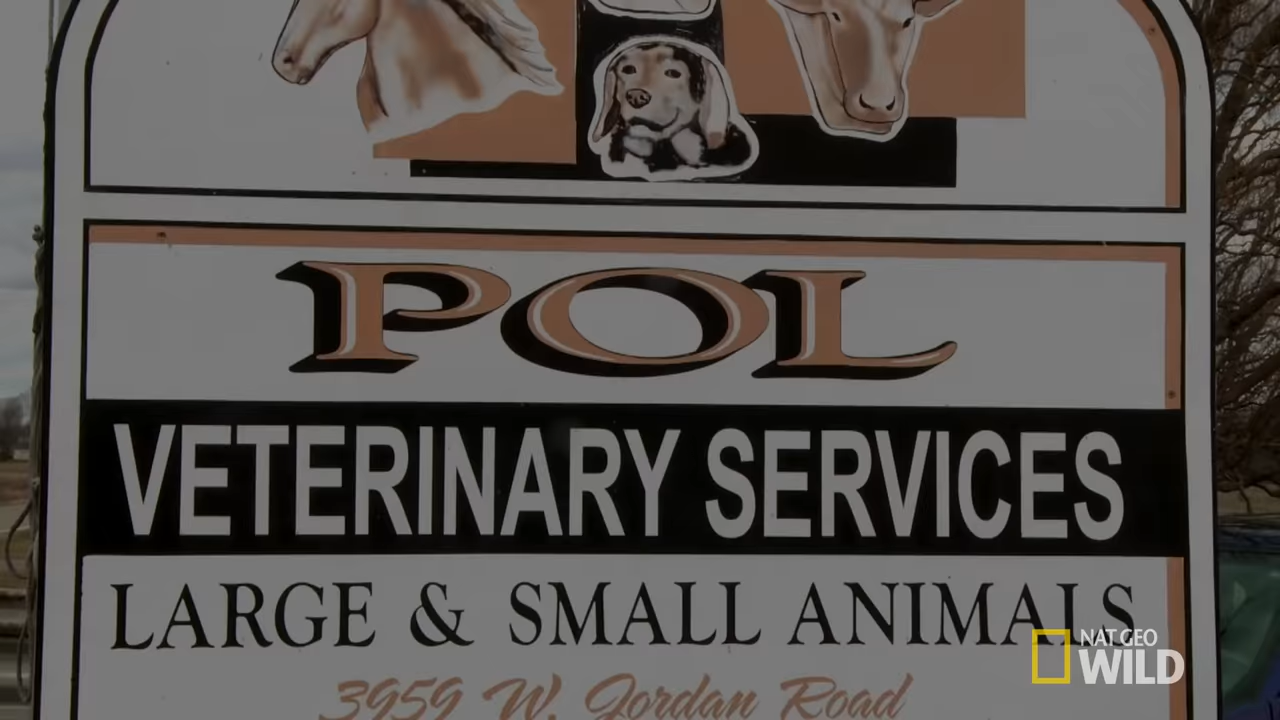 POL
VETERINARY SERVICES
LARGE & SMALL ANIMALS
3959 W. Jordan Road
NAT GEO
WILD